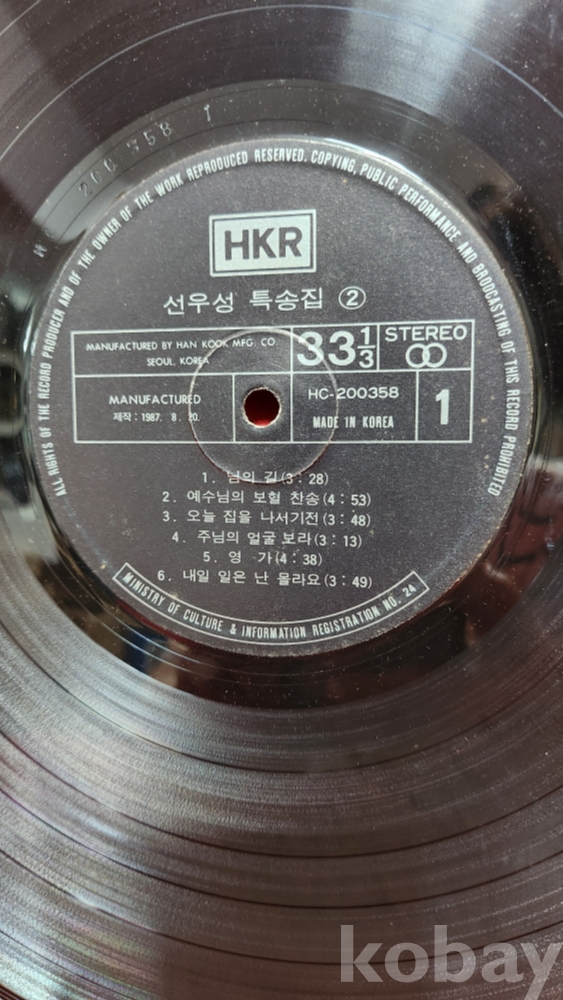 200 358 1
ALL RIGHTS OF THE RECORD PRODUCER AND OF THE OWNER OF THE WORK REPRODUCED RESERVED. COPYING, PUBLIC PERFORMANCE AND BRODCASTING OF THIS RECORD PROHIBITED
HKR
선우성 특송집 ②
MANUFACTURED BY HAN KOOK MFG. CO
SEOUL, KOREA
33 1/3
STEREO
MANUFACTURED
제작: 1987. 8. 20.
HC-200358
MADE IN KOREA
1
1. 님의 길(3:28)
2. 예수님의 보혈 찬송(4:53)
3. 오늘 집을 나서기전(3:48)
4. 주님의 얼굴 보라(3:13)
5. 영 가(4:38)
6. 내일 일은 난 몰라요(3:49)
MINISTRY OF CULTURE & INFORMATION REGISTRATION NO. 24
kobay